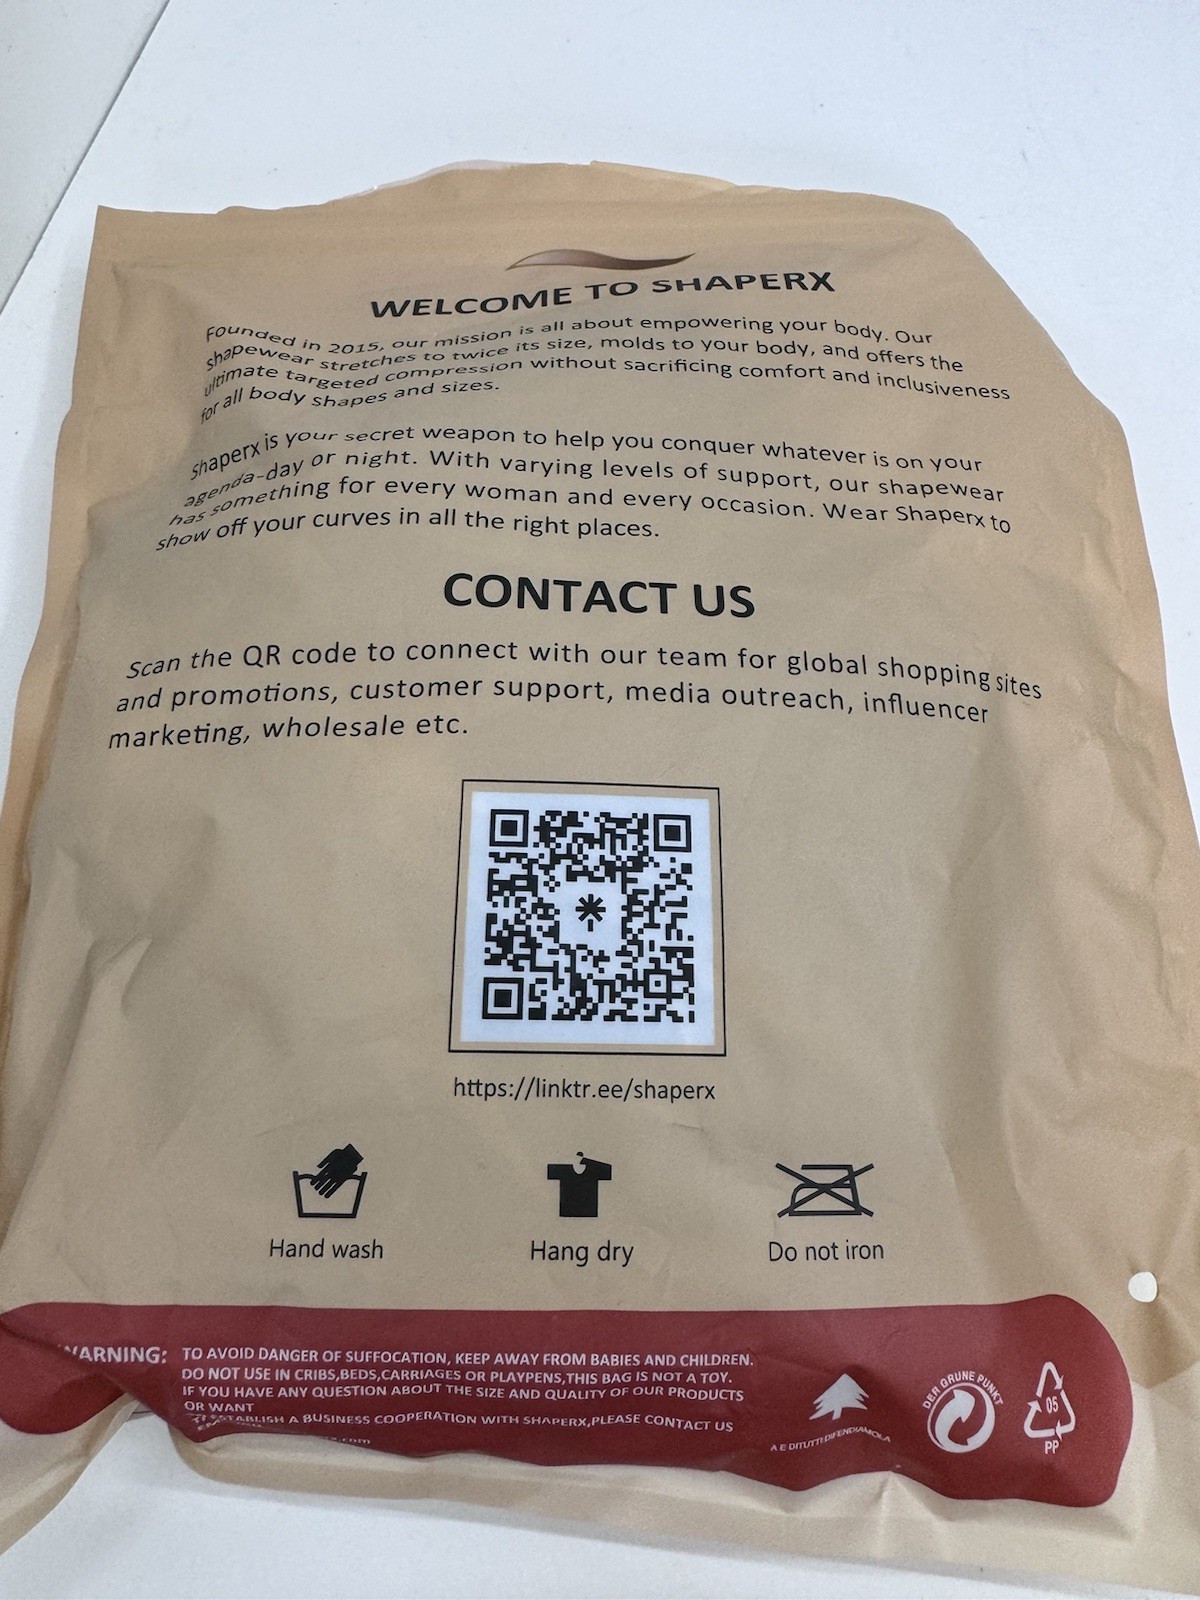 WELCOME TO SHAPERX
Founded in 2015, our mission is all about empowering your body. Our
shapewear stretches to twice its size, molds to your body, and offers the
ultimate targeted compression without sacrificing comfort and inclusiveness
for all body shapes and sizes.
Shaperx is your secret weapon to help you conquer whatever is on your
agenda-day or night. With varying levels of support, our shapewear
has something for every woman and every occasion. Wear Shaperx to
show off your curves in all the right places.
CONTACT US
Scan the QR code to connect with our team for global shopping sites
and promotions, customer support, media outreach, influencer
marketing, wholesale etc.
https://linktr.ee/shaperx
Hand wash
Hang dry
Do not iron
WARNING: TO AVOID DANGER OF SUFFOCATION, KEEP AWAY FROM BABIES AND CHILDREN.
DO NOT USE IN CRIBS,BEDS,CARRIAGES OR PLAYPENS,THIS BAG IS NOT A TOY.
IF YOU HAVE ANY QUESTION ABOUT THE SIZE AND QUALITY OF OUR PRODUCTS
OR WANT
ESTABLISH A BUSINESS COOPERATION WITH SHAPERX,PLEASE CONTACT US
DER GRUNE PUNKT
05
PP